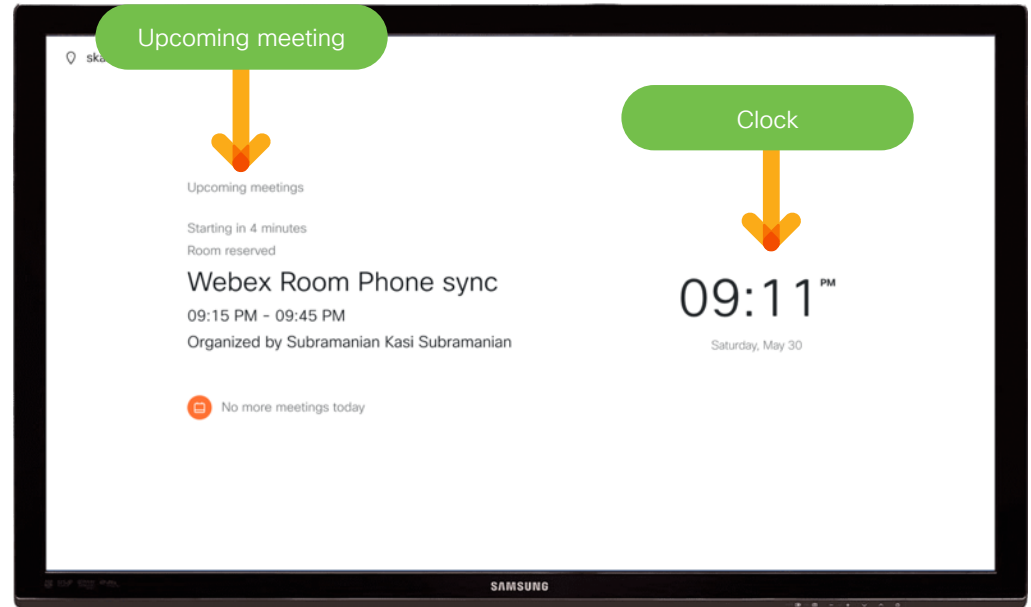 Upcoming meeting
Clock
Upcoming meetings
Starting in 4 minutes
Room reserved
Webex Room Phone sync
09:15 PM - 09:45 PM
Organized by Subramanian Kasi Subramanian
09:11 PM
Saturday, May 30
No more meetings today
SAMSUNG